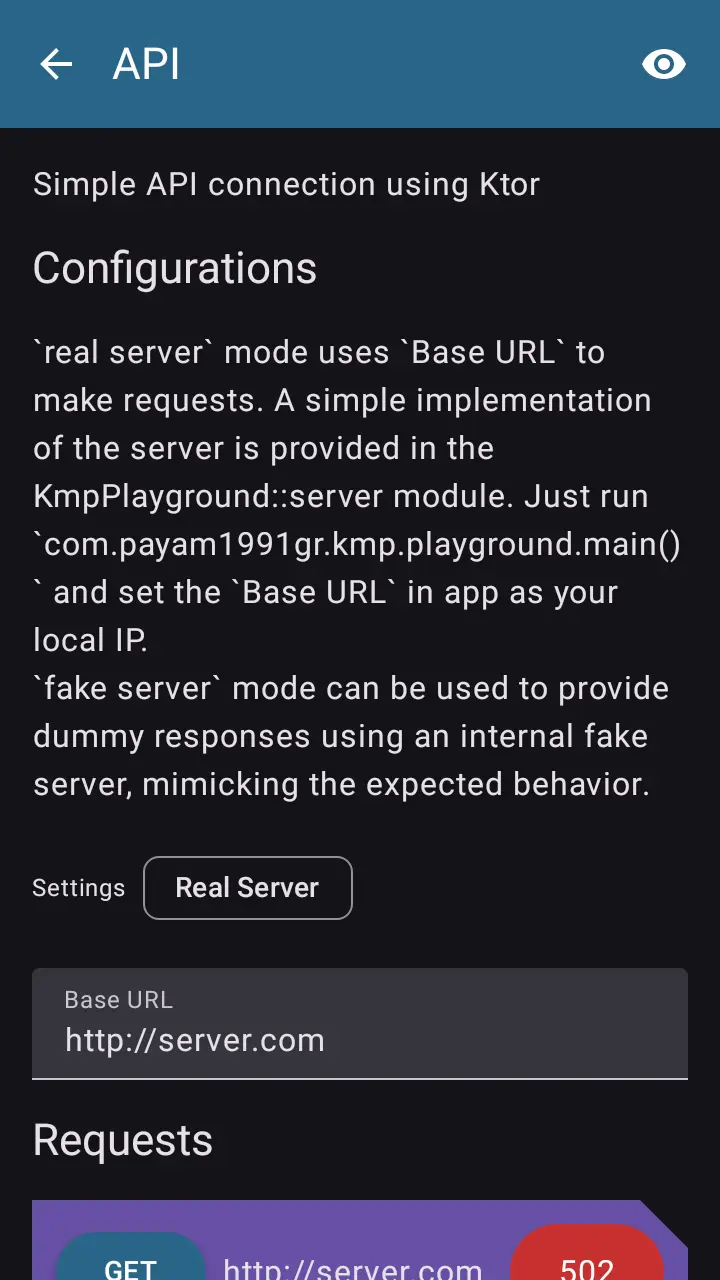 API
Simple API connection using Ktor
Configurations
`real server` mode uses `Base URL` to
make requests. A simple implementation
of the server is provided in the
KmpPlayground::server module. Just run
`com.payam1991gr.kmp.playground.main()
` and set the `Base URL` in app as your
local IP.
`fake server` mode can be used to provide
dummy responses using an internal fake
server, mimicking the expected behavior.
Settings Real Server
Base URL
http://server.com
Requests
GET http://server.com 502